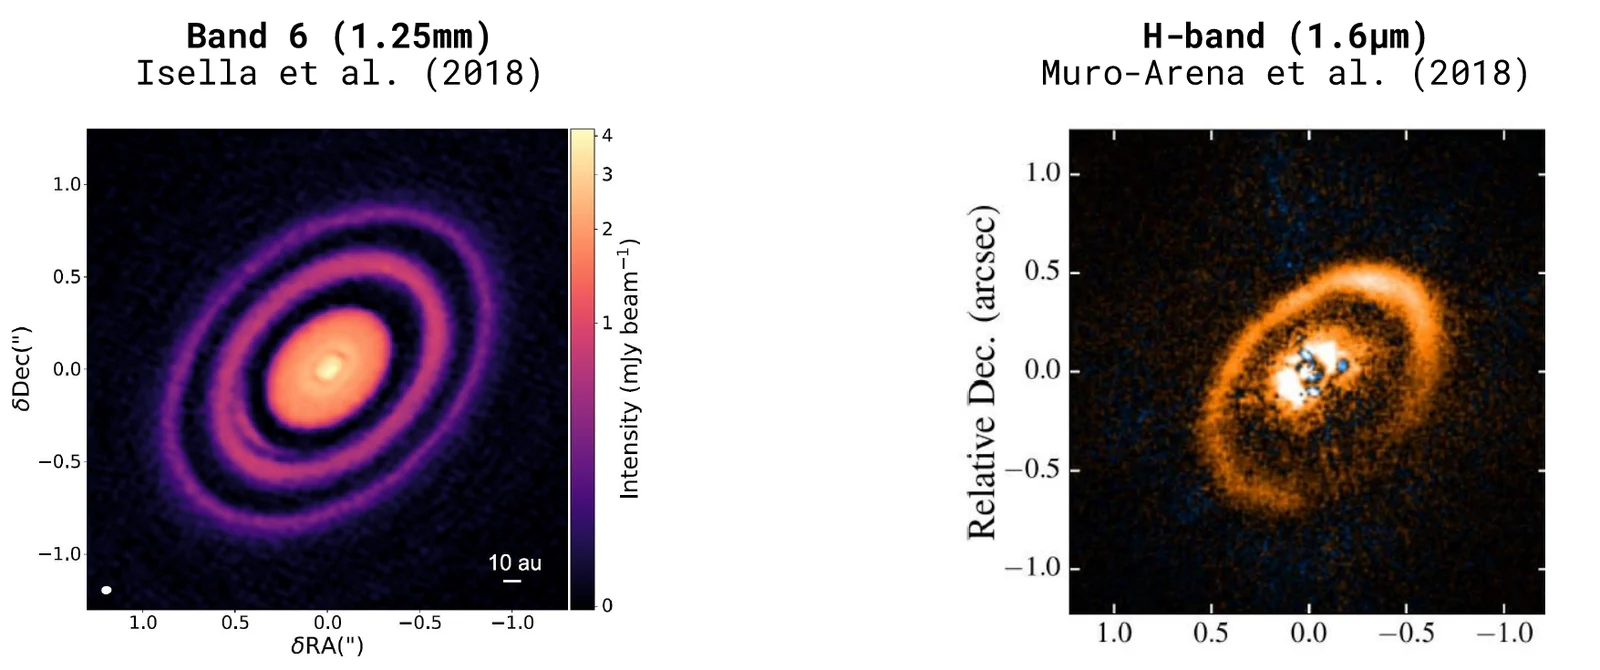 Band 6 (1.25mm)
Isella et al. (2018)
1.0
0.5
0.0
−0.5
−1.0
δDec(")
1.0
0.5
0.0
−0.5
−1.0
δRA(")
10 au
4
3
2
1
0
Intensity (mJy beam⁻¹)
H-band (1.6μm)
Muro-Arena et al. (2018)
1.0
0.5
0.0
−0.5
−1.0
Relative Dec. (arcsec)
1.0
0.5
0.0
−0.5
−1.0